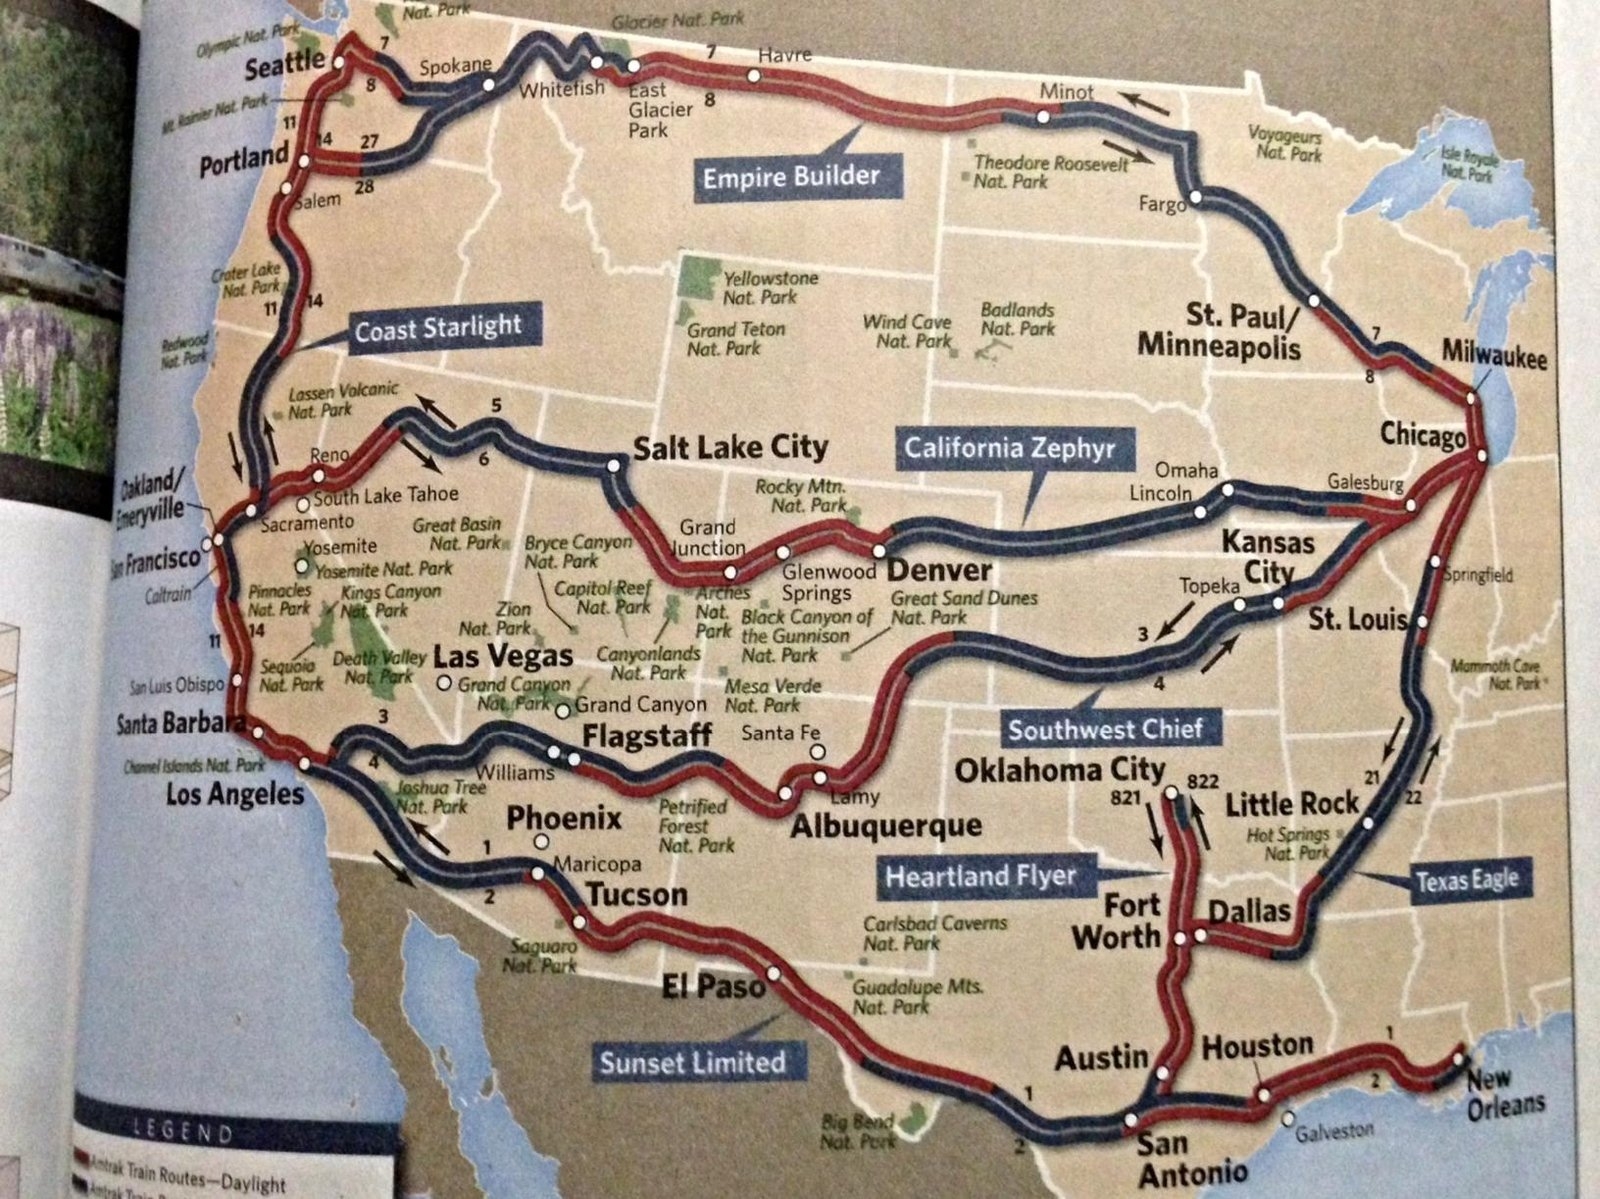 Nat. Park
Glacier Nat. Park
Olympic Nat. Park
Seattle
7
8
Spokane
Whitefish
East
Glacier
Park
7
8
Havre
Minot
Mt. Rainier Nat. Park
11
14
27
28
Portland
Salem
Empire Builder
Theodore Roosevelt
Nat. Park
Voyageurs
Nat. Park
Isle Royale
Nat. Park
Fargo
Crater Lake
Nat. Park
11
14
Yellowstone
Nat. Park
Grand Teton
Nat. Park
Wind Cave
Nat. Park
Badlands
Nat. Park
St. Paul/
Minneapolis
7
8
Milwaukee
Coast Starlight
Redwood
Nat. Park
Lassen Volcanic
Nat. Park
5
6
Salt Lake City
California Zephyr
Chicago
Reno
South Lake Tahoe
Sacramento
Oakland/
Emeryville
San Francisco
Caltrain
Omaha
Lincoln
Galesburg
Rocky Mtn.
Nat. Park
Great Basin
Nat. Park
Bryce Canyon
Nat. Park
Grand
Junction
Glenwood
Springs
Denver
Kansas
City
Topeka
Springfield
St. Louis
Yosemite
Yosemite Nat. Park
Pinnacles
Nat. Park
Kings Canyon
Nat. Park
Capitol Reef
Nat. Park
Arches
Nat.
Park
Black Canyon of
the Gunnison
Nat. Park
Great Sand Dunes
Nat. Park
Zion
Nat. Park
11
14
Sequoia
Nat. Park
Death Valley
Nat. Park
Las Vegas
Grand Canyon
Nat. Park
Grand Canyon
Canyonlands
Nat. Park
Mesa Verde
Nat. Park
3
4
Mammoth Cave
Nat. Park
San Luis Obispo
Santa Barbara
3
4
Flagstaff
Williams
Santa Fe
Lamy
Albuquerque
Southwest Chief
Oklahoma City
821
822
21
22
Little Rock
Hot Springs
Nat. Park
Channel Islands Nat. Park
Los Angeles
Joshua Tree
Nat. Park
Phoenix
Petrified
Forest
Nat. Park
Maricopa
1
2
Tucson
Heartland Flyer
Texas Eagle
Fort
Worth
Dallas
Saguaro
Nat. Park
Carlsbad Caverns
Nat. Park
El Paso
Guadalupe Mts.
Nat. Park
Sunset Limited
Austin
Houston
1
2
New
Orleans
Big Bend
Nat. Park
1
2
San
Antonio
Galveston
LEGEND
Amtrak Train Routes—Daylight
Amtrak Train